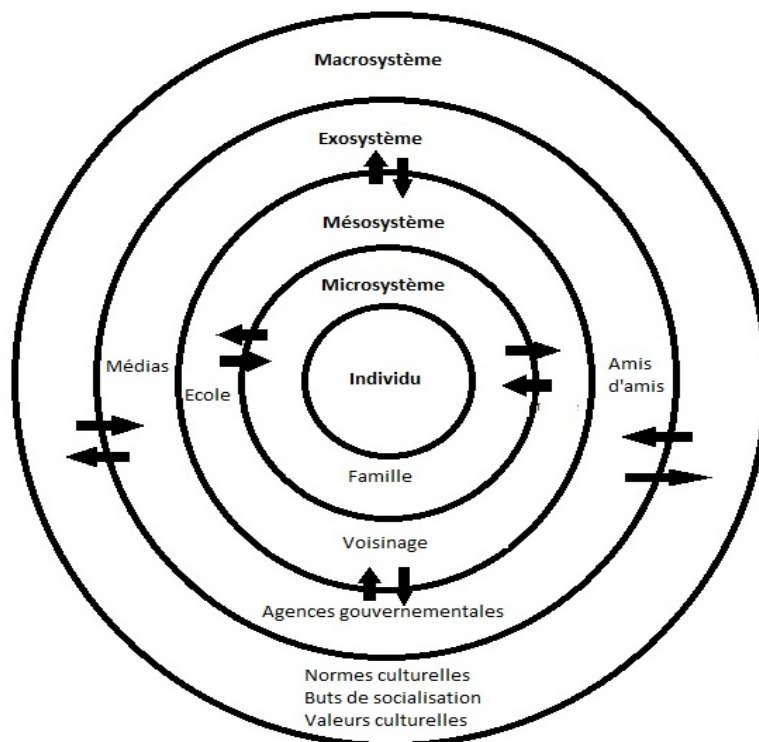 Macrosystème
Exosystème
Mésosystème
Microsystème
Médias
Ecole
Individu
Amis
d'amis
Famille
Voisinage
Agences gouvernementales
Normes culturelles
Buts de socialisation
Valeurs culturelles